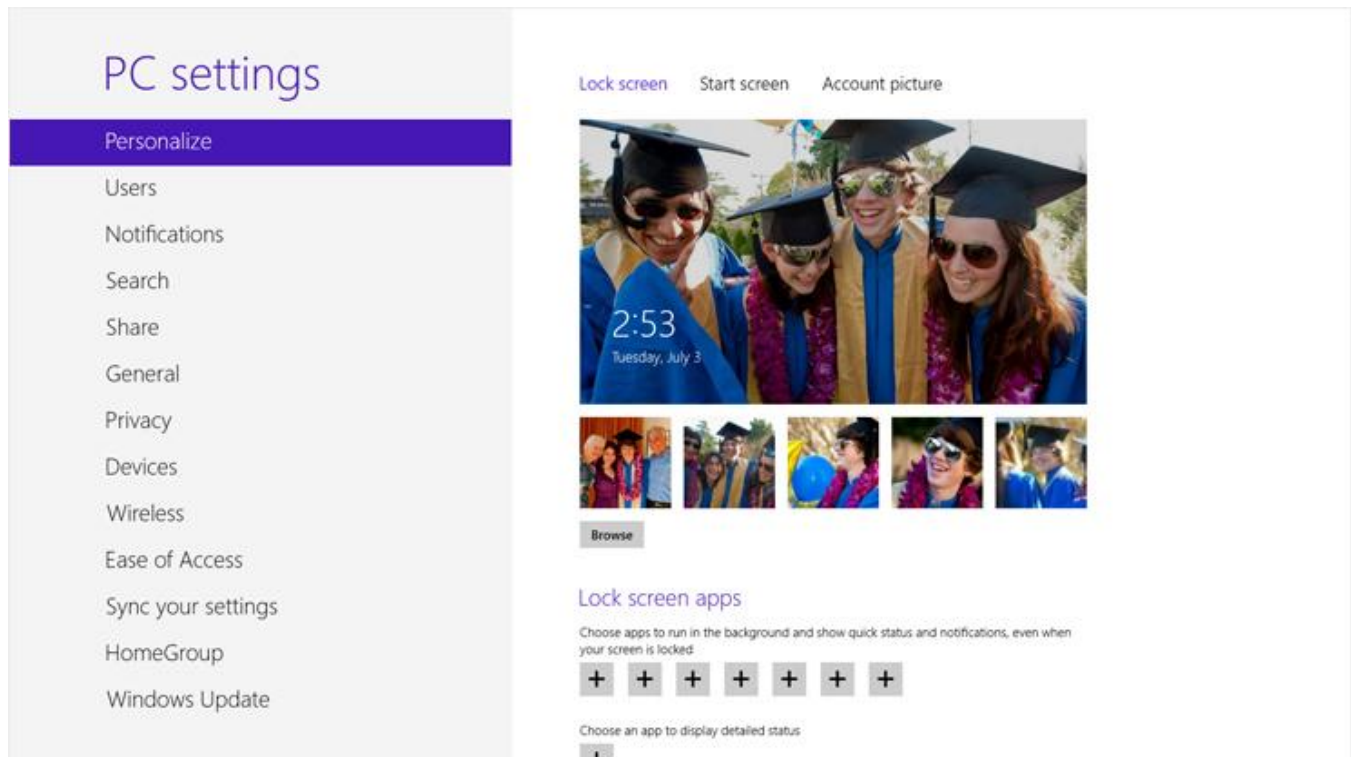 PC settings
Personalize
Users
Notifications
Search
Share
General
Privacy
Devices
Wireless
Ease of Access
Sync your settings
HomeGroup
Windows Update
Lock screen Start screen Account picture
2:53
Tuesday, July 3
Browse
Lock screen apps
Choose apps to run in the background and show quick status and notifications, even when
your screen is locked
+ + + + + + +
Choose an app to display detailed status
+